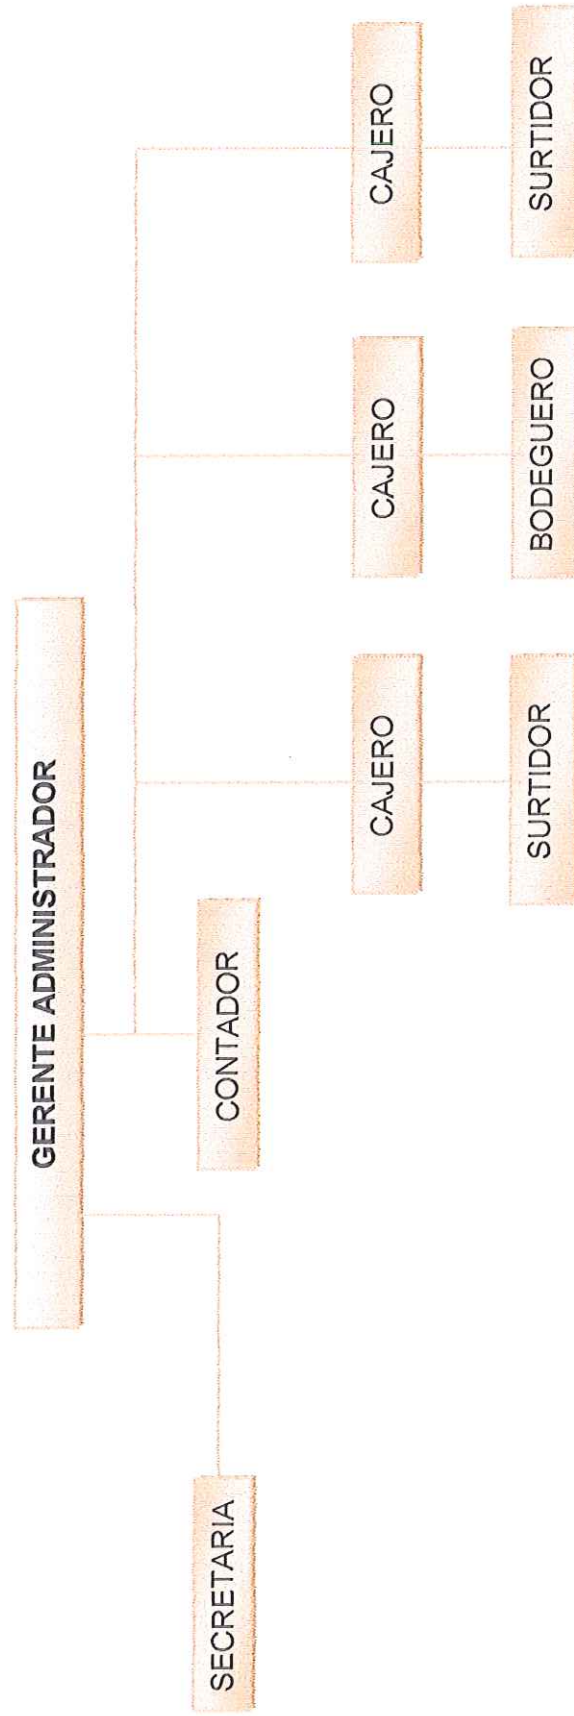 GERENTE ADMINISTRADOR
SECRETARIA
CONTADOR
CAJERO
CAJERO
CAJERO
SURTIDOR
BODEGUERO
SURTIDOR